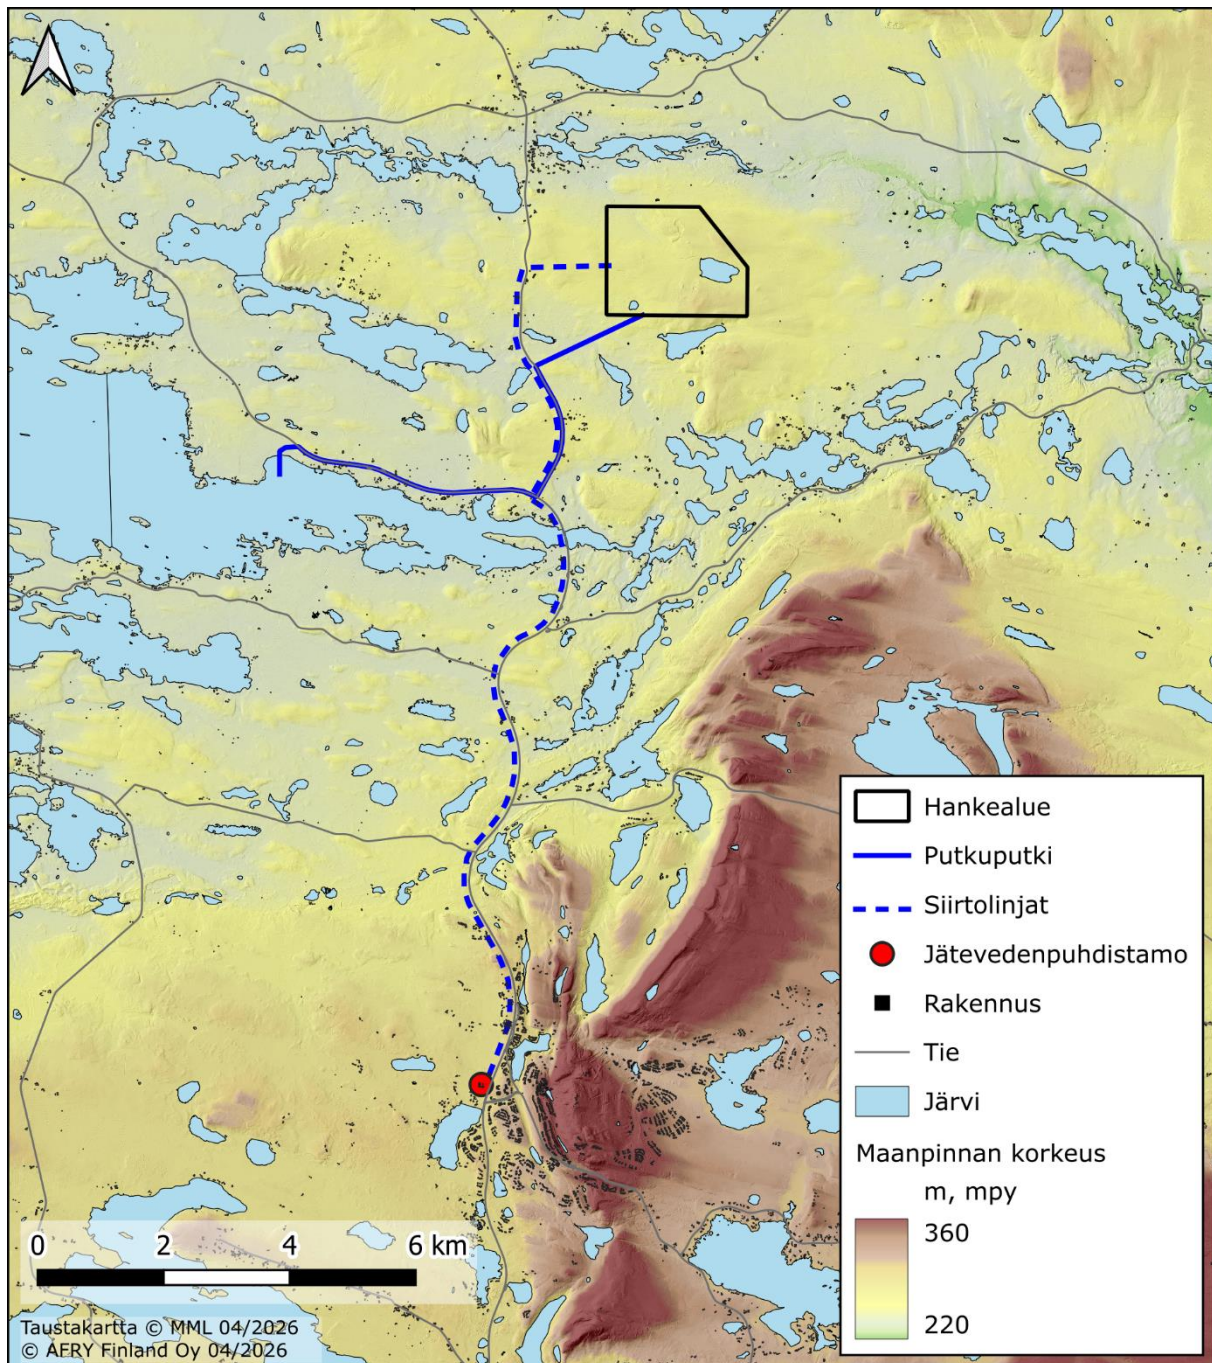 Hankealue
Putkuputki
Siirtolinjat
Jätevedenpuhdistamo
Rakennus
Tie
Järvi
Maanpinnan korkeus
m, mpy
360
220
0 2 4 6 km
Taustakartta © MML 04/2026
© AFRY Finland Oy 04/2026